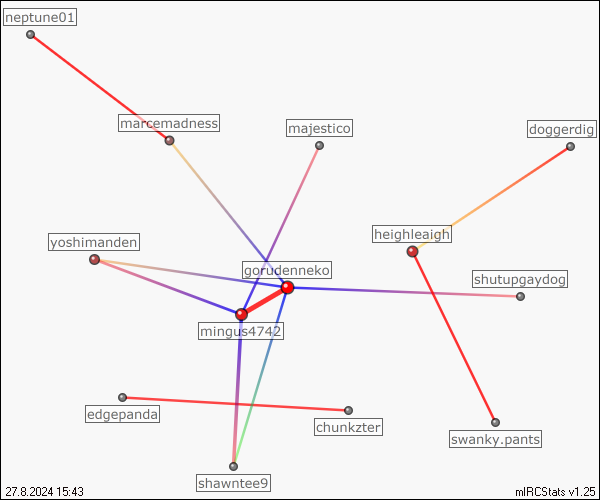 neptune01
marcemadness
majestico
doggerdig
heighleaigh
yoshimanden
gorudenneko
shutupgaydog
mingus4742
edgepanda
chunkzter
swanky.pants
shawntee9
27.8.2024 15:43
mIRCStats v1.25